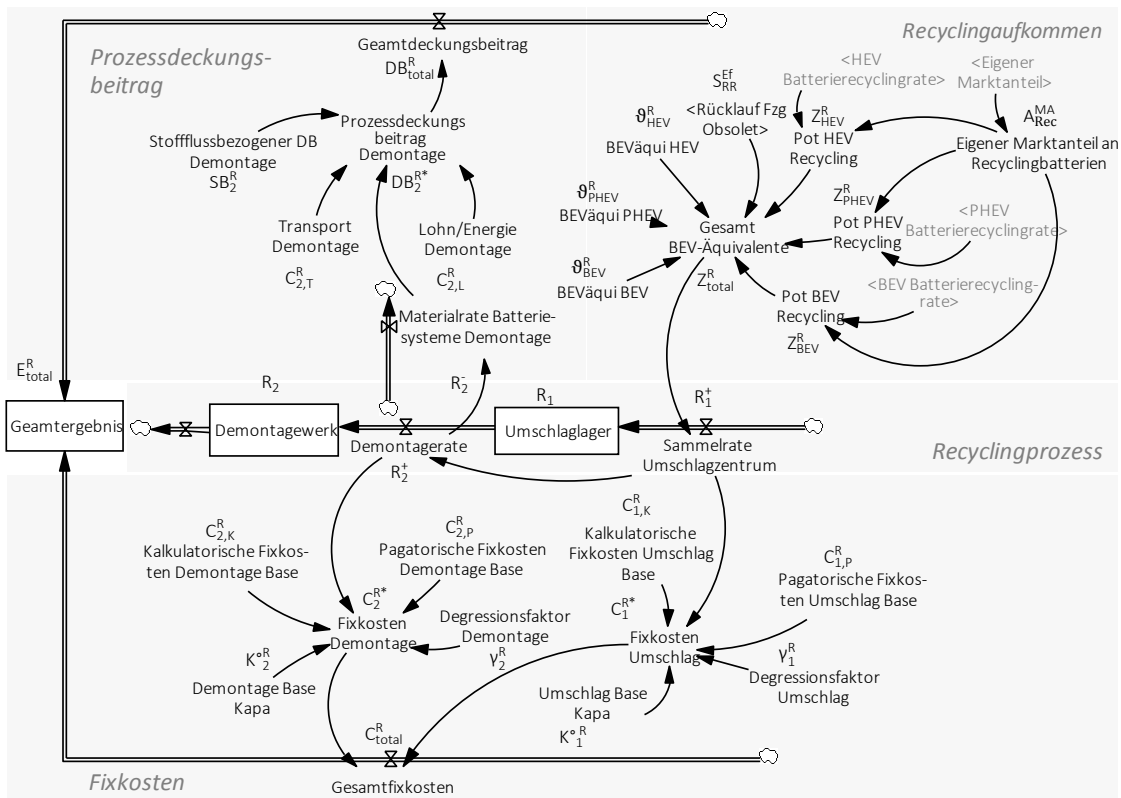 Prozessdeckungs-
beitrag
Geamtdeckungsbeitrag
DB^R_total
Stoffflussbezogener DB
Demontage
SB^R_2
Prozessdeckungs
beitrag
Demontage
DB^R*_2
Transport
Demontage
C^R_2,T
Lohn/Energie
Demontage
C^R_2,L
Materialrate Batterie-
systeme Demontage
Recyclingaufkommen
<HEV
Batterierecyclingrate>
<Eigener
Marktanteil>
S^Ef_RR
<Rücklauf Fzg
Obsolet>
ϑ^R_HEV
BEVäqui HEV
Z^R_HEV
Pot HEV
Recycling
A^MA_Rec
Eigener Marktanteil an
Recyclingbatterien
ϑ^R_PHEV
BEVäqui PHEV
Z^R_PHEV
Pot PHEV
Recycling
<PHEV
Batterierecyclingrate>
Gesamt
BEV-Äquivalente
Z^R_total
ϑ^R_BEV
BEVäqui BEV
<BEV Batterierecycling-
rate>
Pot BEV
Recycling
Z^R_BEV
E^R_total
Geamtergebnis
R_2
Demontagewerk
R^-_2
Demontagerate
R^+_2
R_1
Umschlaglager
R^+_1
Sammelrate
Umschlagzentrum
Recyclingprozess
C^R_2,K
Kalkulatorische Fixkos-
ten Demontage Base
C^R_2,P
Pagatorische Fixkosten
Demontage Base
C^R_1,K
Kalkulatorische
Fixkosten Umschlag
Base
C^R_1,P
Pagatorische Fixkos-
ten Umschlag Base
C^R*_2
Fixkosten
Demontage
Degressionsfaktor
Demontage
γ^R_2
C^R*_1
Fixkosten
Umschlag
γ^R_1
Degressionsfaktor
Umschlag
K°^R_2
Demontage Base
Kapa
Umschlag Base
Kapa
K°^R_1
C^R_total
Gesamtfixkosten
Fixkosten